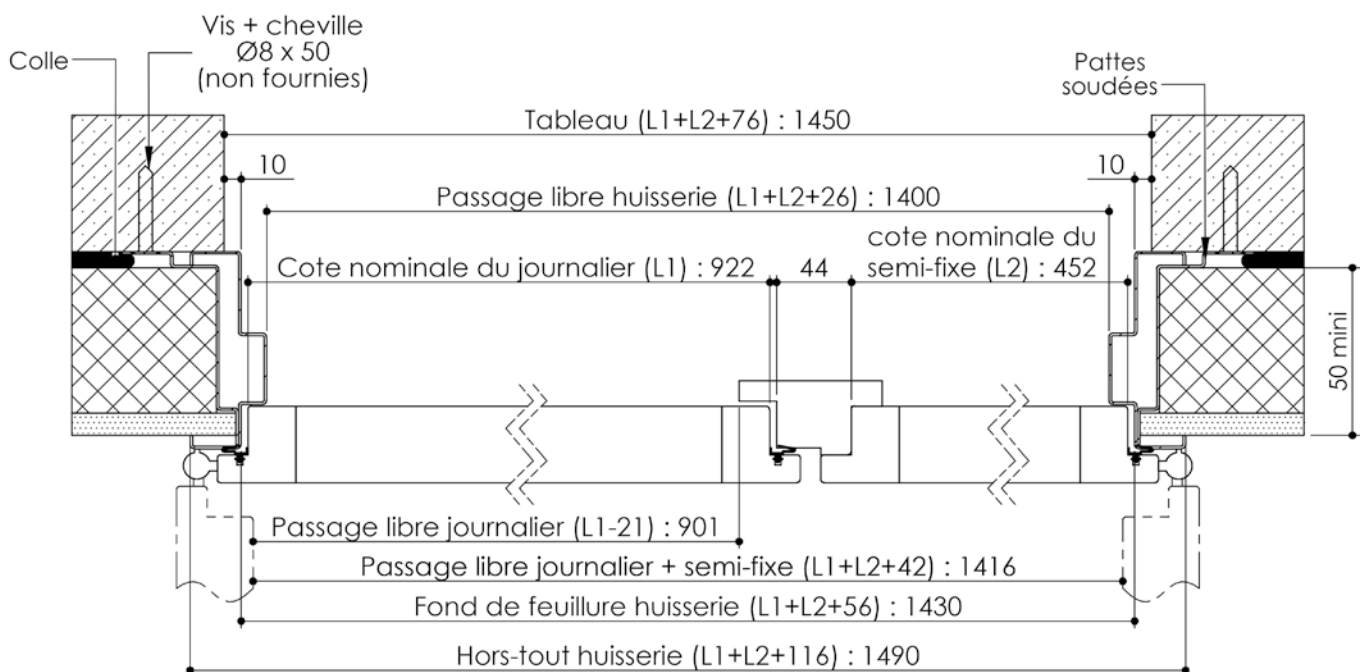 Vis + cheville
Ø8 x 50
(non fournies)
Colle
Pattes
soudées
Tableau (L1+L2+76) : 1450
10
10
Passage libre huisserie (L1+L2+26) : 1400
cote nominale du
semi-fixe (L2) : 452
Cote nominale du journalier (L1) : 922
44
50 mini
Passage libre journalier (L1-21) : 901
Passage libre journalier + semi-fixe (L1+L2+42) : 1416
Fond de feuillure huisserie (L1+L2+56) : 1430
Hors-tout huisserie (L1+L2+116) : 1490